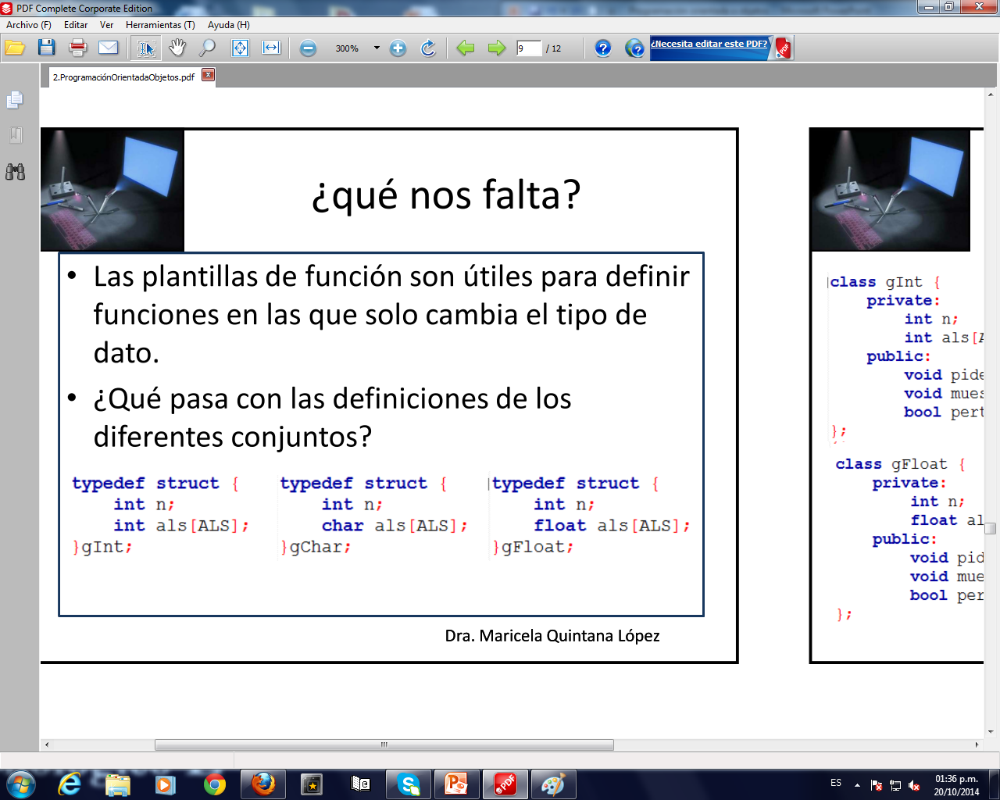 PDF Complete Corporate Edition
Archivo (F) Editar Ver Herramientas (T) Ayuda (H)
300% 9 / 12 ¿Necesita editar este PDF?
2.ProgramaciónOrientadaObjetos.pdf
¿qué nos falta?
• Las plantillas de función son útiles para definir
funciones en las que solo cambia el tipo de
dato.
• ¿Qué pasa con las definiciones de los
diferentes conjuntos?
typedef struct {
int n;
int als[ALS];
}gInt;
typedef struct {
int n;
char als[ALS];
}gChar;
typedef struct {
int n;
float als[ALS];
}gFloat;
Dra. Maricela Quintana López
class gInt {
private:
int n;
int als[A
public:
void pide
void mues
bool pert
};
class gFloat {
private:
int n;
float al
public:
void pid
void mue
bool per
};
ES
01:36 p.m.
20/10/2014